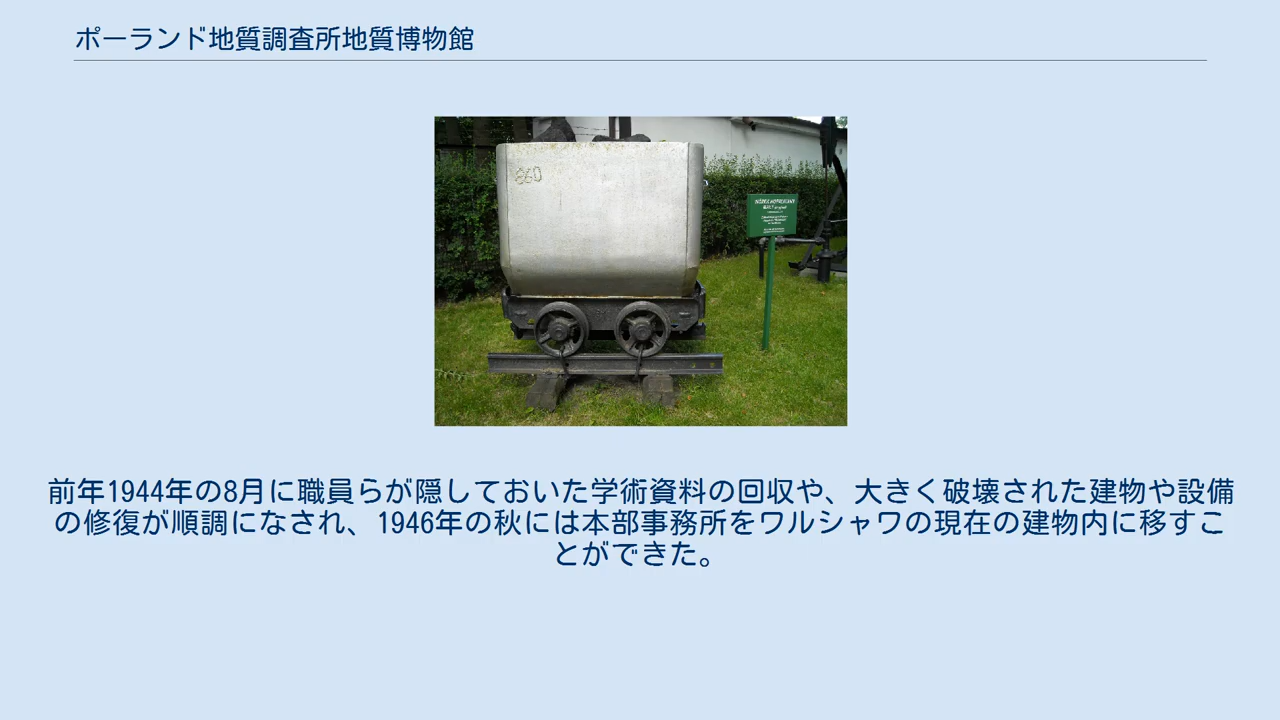 ポーランド地質調査所地質博物館
860
前年1944年の8月に職員らが隠しておいた学術資料の回収や、大きく破壊された建物や設備
の修復が順調になされ、1946年の秋には本部事務所をワルシャワの現在の建物内に移すこ
とができた。